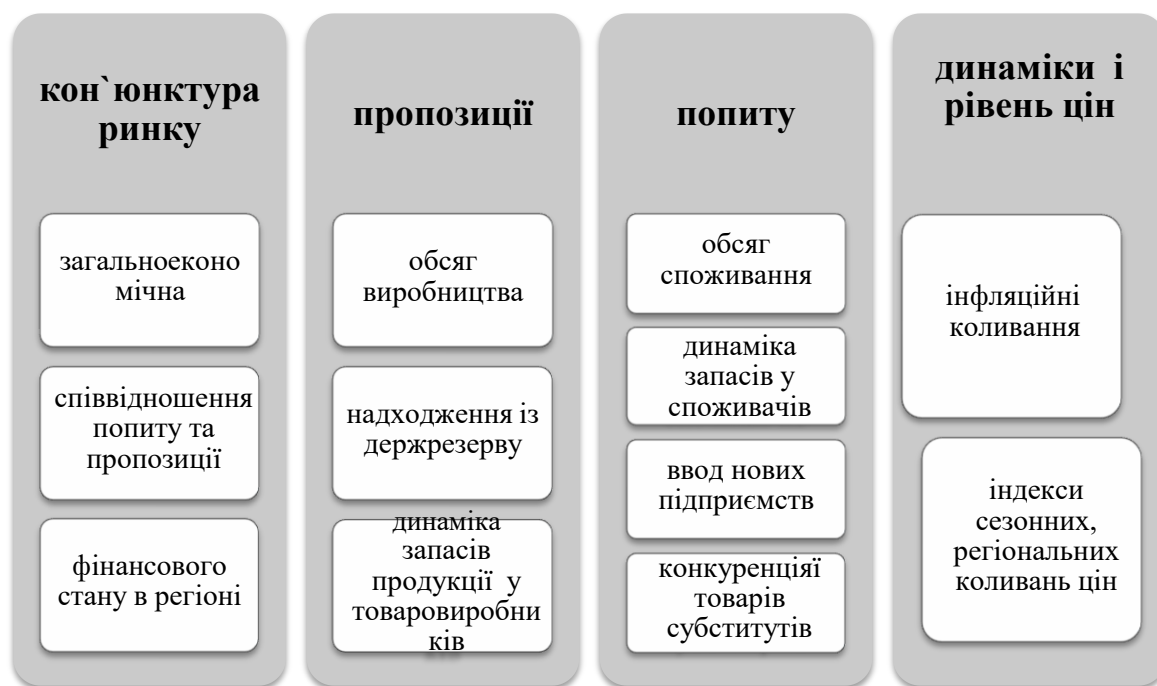 кон`юнктура
ринку
загальноеконо
мічна
співвідношення
попиту та
пропозиції
фінансового
стану в регіоні
пропозиції
обсяг
виробництва
надходження із
держрезерву
динаміка
запасів
продукції у
товаровиробни
ків
попиту
обсяг
споживання
динаміка
запасів у
споживачів
ввод нових
підприємств
конкуренціяї
товарів
субститутів
динаміки і
рівень цін
інфляційні
коливання
індекси
сезонних,
регіональних
коливань цін